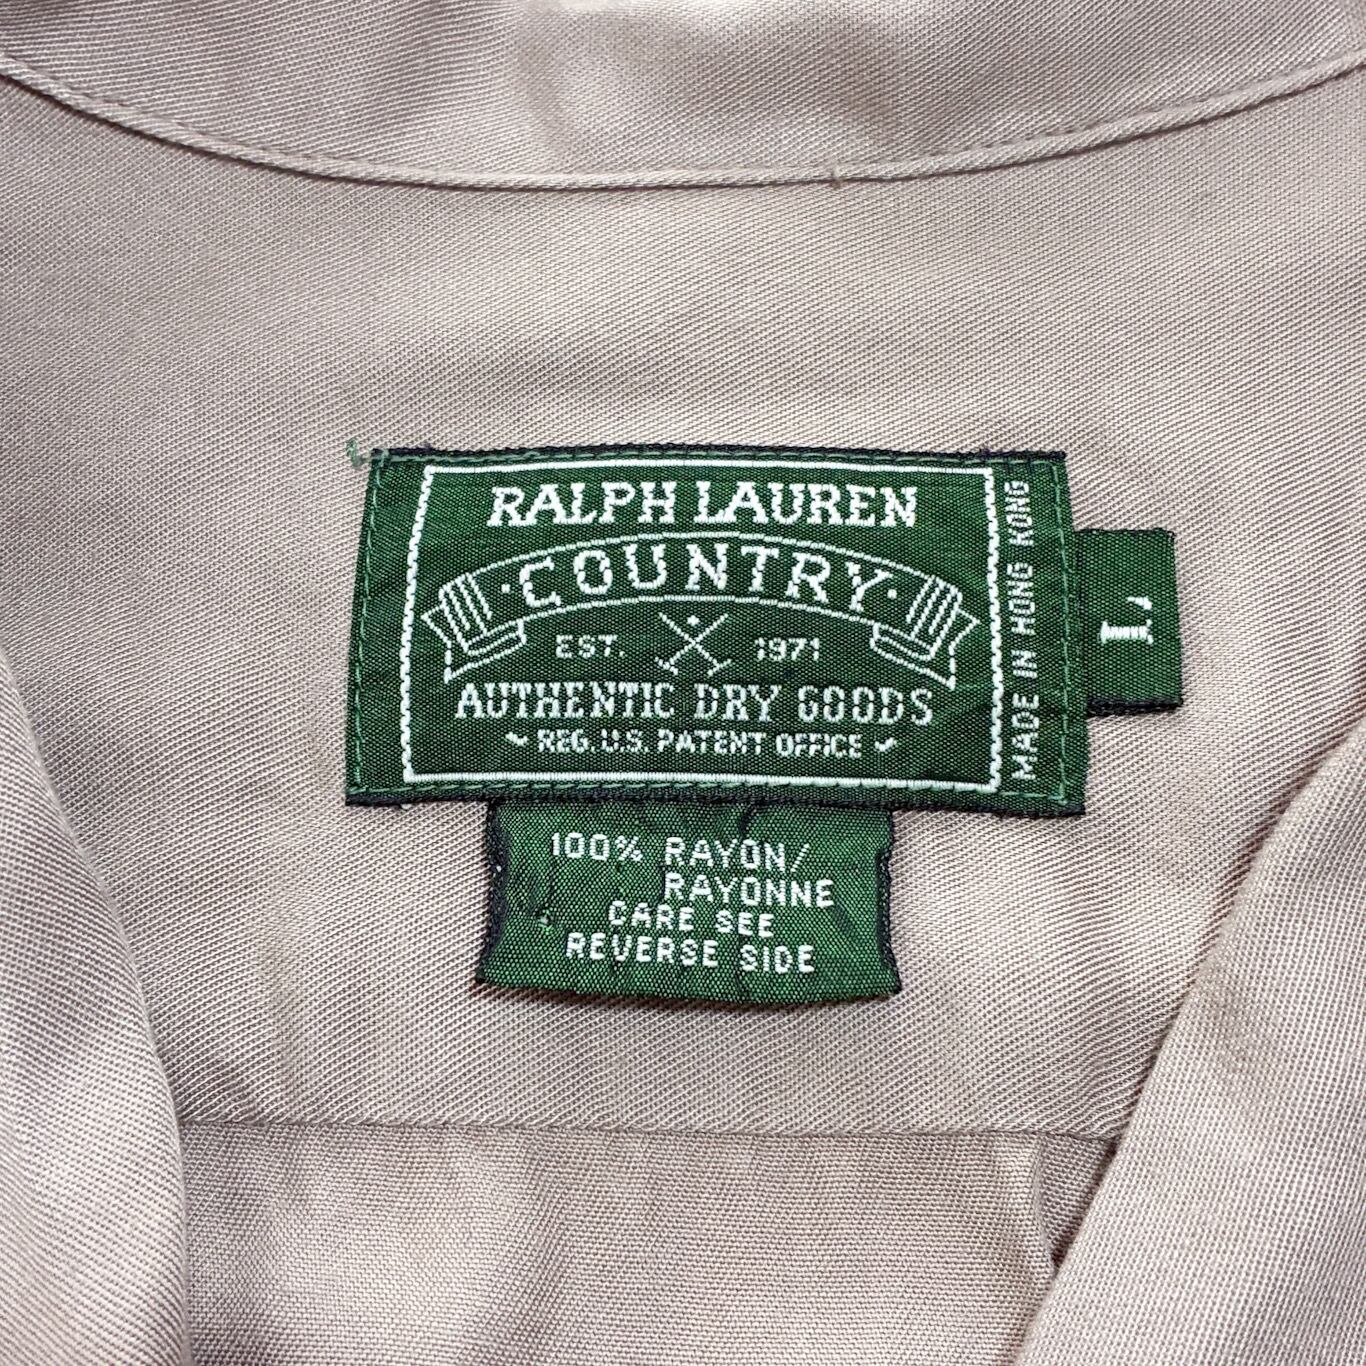 RALPH LAUREN
·COUNTRY·
EST. 1971
AUTHENTIC DRY GOODS
REG. U.S. PATENT OFFICE
MADE IN HONG KONG
L
100% RAYON/
RAYONNE
CARE SEE
REVERSE SIDE